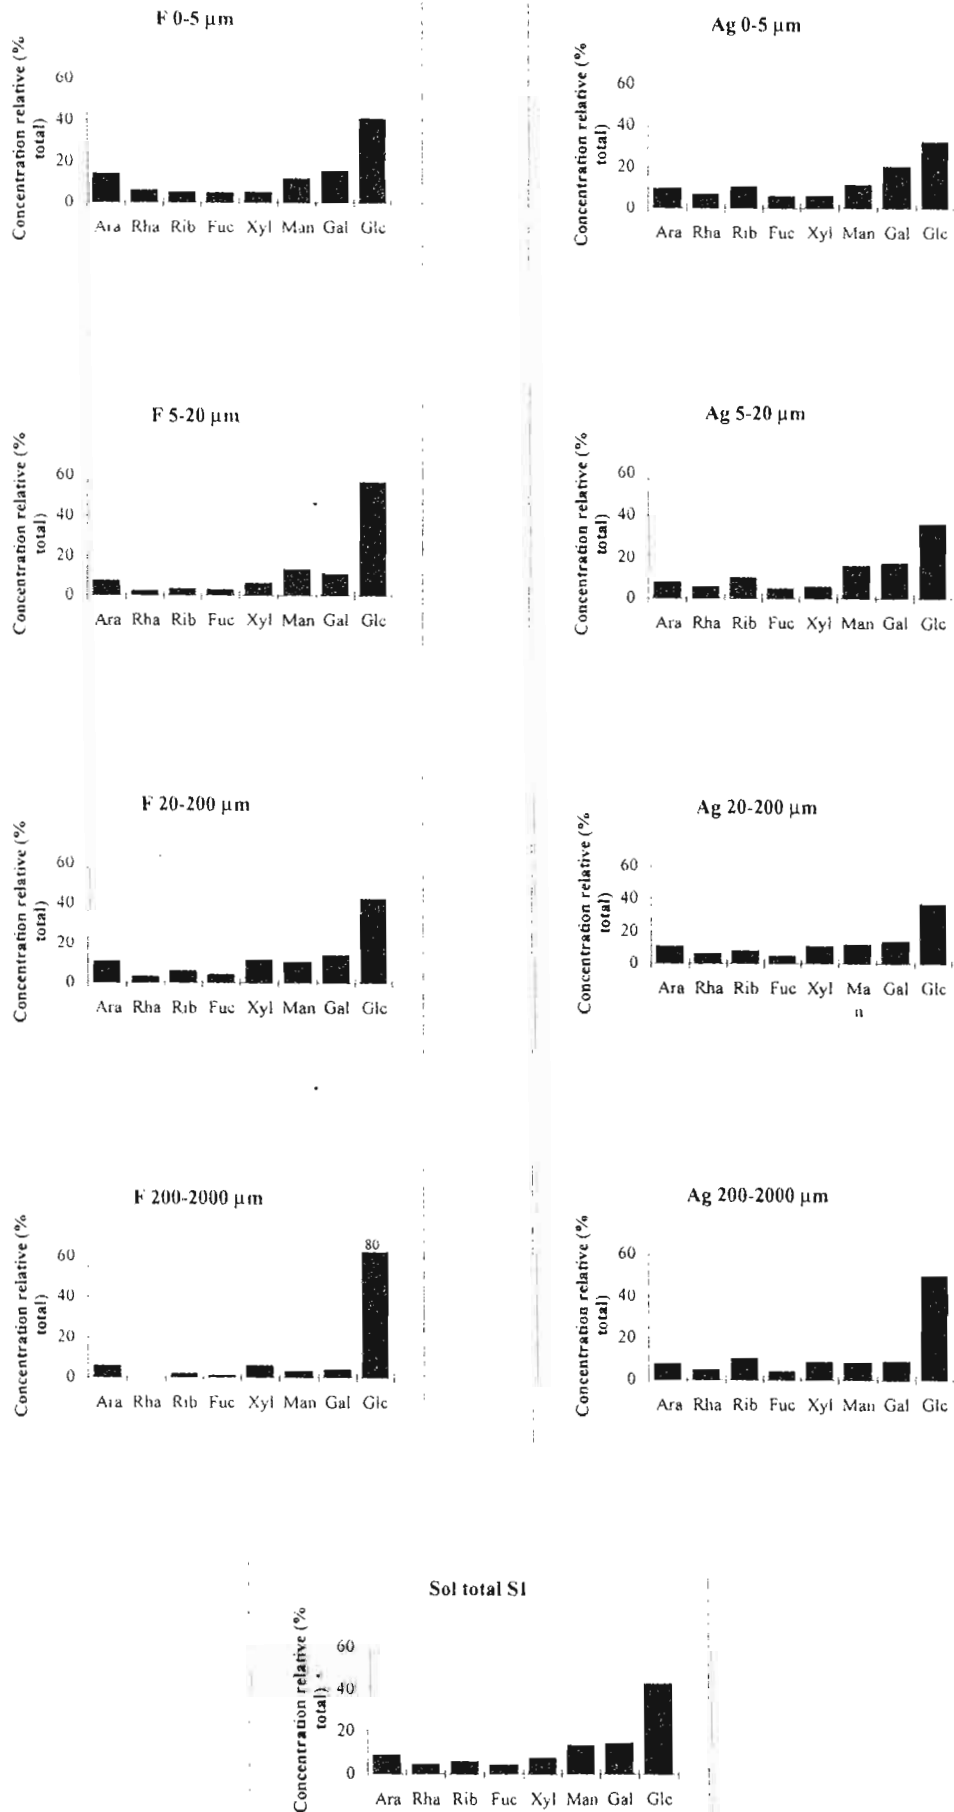 F 0-5 µm
Concentration relative (% total)
60
40
20
0
Ara Rha Rib Fuc Xyl Man Gal Glc
Ag 0-5 µm
Concentration relative (% total)
60
40
20
0
Ara Rha Rib Fuc Xyl Man Gal Glc
F 5-20 µm
Concentration relative (% total)
60
40
20
0
Ara Rha Rib Fuc Xyl Man Gal Glc
Ag 5-20 µm
Concentration relative (% total)
60
40
20
0
Ara Rha Rib Fuc Xyl Man Gal Glc
F 20-200 µm
Concentration relative (% total)
60
40
20
0
Ara Rha Rib Fuc Xyl Man Gal Glc
Ag 20-200 µm
Concentration relative (% total)
60
40
20
0
Ara Rha Rib Fuc Xyl Ma Gal Glc
n
F 200-2000 µm
Concentration relative (% total)
60
40
20
0
80
Ara Rha Rib Fuc Xyl Man Gal Glc
Ag 200-2000 µm
Concentration relative (% total)
60
40
20
0
Ara Rha Rib Fuc Xyl Man Gal Glc
Sol total S1
Concentration relative (% total)
60
40
20
0
Ara Rha Rib Fuc Xyl Man Gal Glc